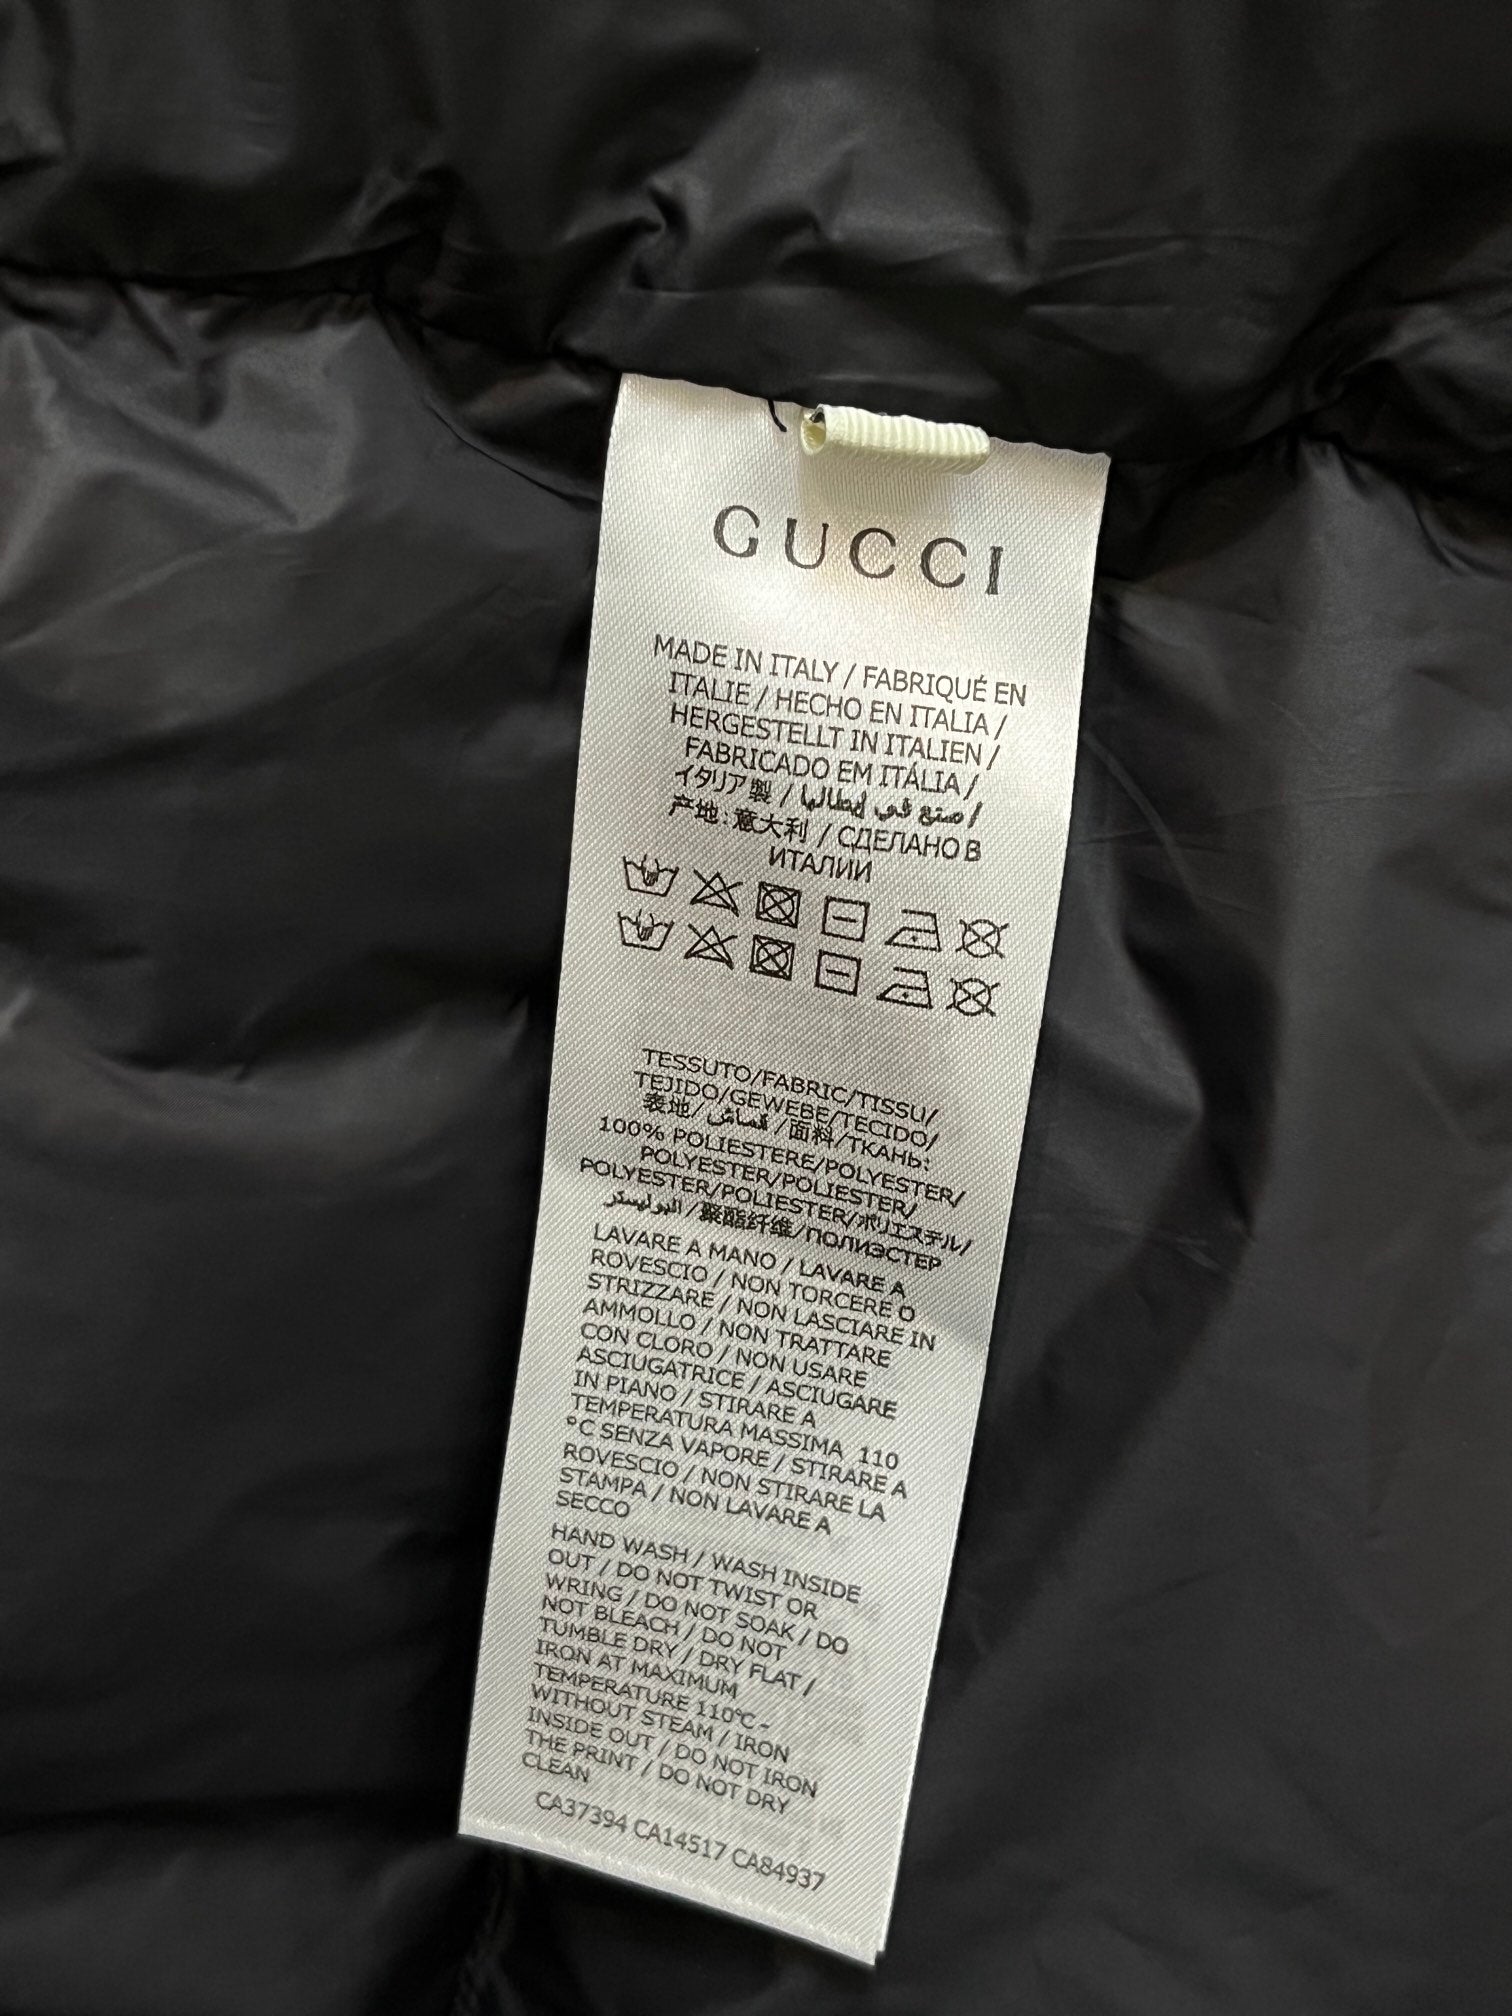 GUCCI
MADE IN ITALY / FABRIQUÉ EN
ITALIE / HECHO EN ITALIA /
HERGESTELLT IN ITALIEN /
FABRICADO EM ITÁLIA /
イタリア製 / صنع في إيطاليا /
产地:意大利 / СДЕЛАНО В
ИТАЛИИ
TESSUTO/FABRIC/TISSU/
TEJIDO/GEWEBE/TECIDO/
表地/قماش/面料/ТКАНЬ:
100% POLIESTERE/POLYESTER/
POLYESTER/POLIESTER/
POLYESTER/POLIESTER/ポリエステル/
البوليستر/聚酯纤维/ПОЛИЭСТЕР
LAVARE A MANO / LAVARE A
ROVESCIO / NON TORCERE O
STRIZZARE / NON LASCIARE IN
AMMOLLO / NON TRATTARE
CON CLORO / NON USARE
ASCIUGATRICE / ASCIUGARE
IN PIANO / STIRARE A
TEMPERATURA MASSIMA 110
°C SENZA VAPORE / STIRARE A
ROVESCIO / NON STIRARE LA
STAMPA / NON LAVARE A
SECCO
HAND WASH / WASH INSIDE
OUT / DO NOT TWIST OR
WRING / DO NOT SOAK / DO
NOT BLEACH / DO NOT
TUMBLE DRY / DRY FLAT /
IRON AT MAXIMUM
TEMPERATURE 110°C-
WITHOUT STEAM / IRON
INSIDE OUT / DO NOT IRON
THE PRINT / DO NOT DRY
CLEAN
CA37394 CA14517 CA84937